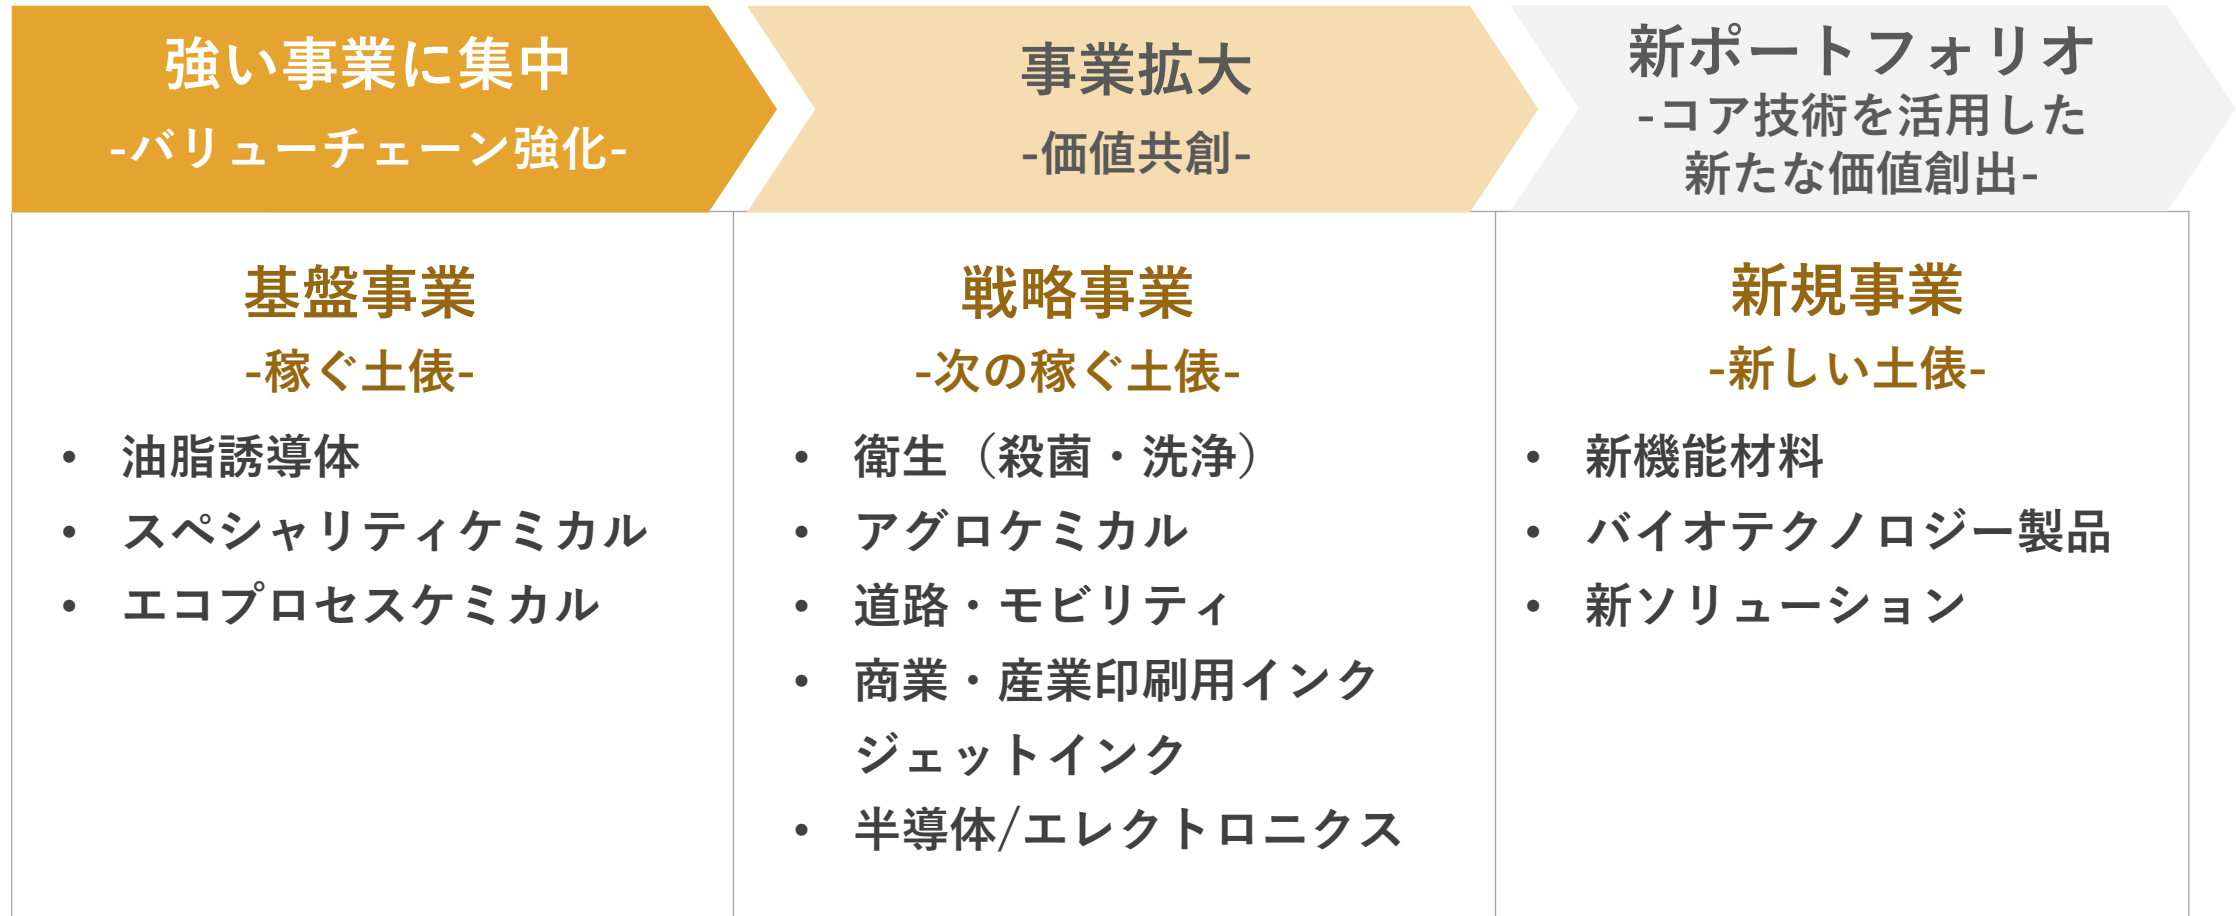 強い事業に集中
-バリューチェーン強化-
事業拡大
-価値共創-
新ポートフォリオ
-コア技術を活用した
新たな価値創出-
基盤事業
-稼ぐ土俵-
• 油脂誘導体
• スペシャリティケミカル
• エコプロセスケミカル
戦略事業
-次の稼ぐ土俵-
• 衛生（殺菌・洗浄）
• アグロケミカル
• 道路・モビリティ
• 商業・産業印刷用インク
ジェットインク
• 半導体/エレクトロニクス
新規事業
-新しい土俵-
• 新機能材料
• バイオテクノロジー製品
• 新ソリューション